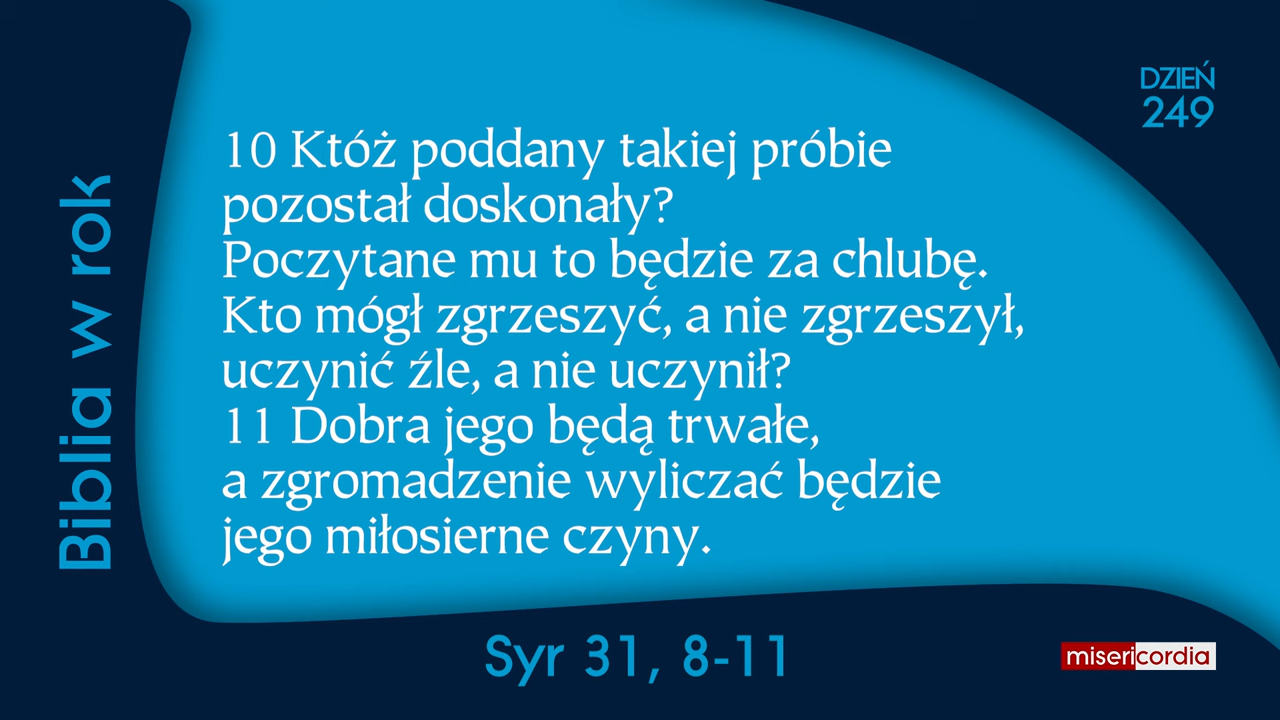 DZIEŃ
249
10 Któż poddany takiej próbie
pozostał doskonały?
Poczytane mu to będzie za chlubę.
Kto mógł zgrzeszyć, a nie zgrzeszył,
uczynić źle, a nie uczynił?
11 Dobra jego będą trwałe,
a zgromadzenie wyliczać będzie
jego miłosierne czyny.
Biblia w rok
Syr 31, 8-11
misericordia